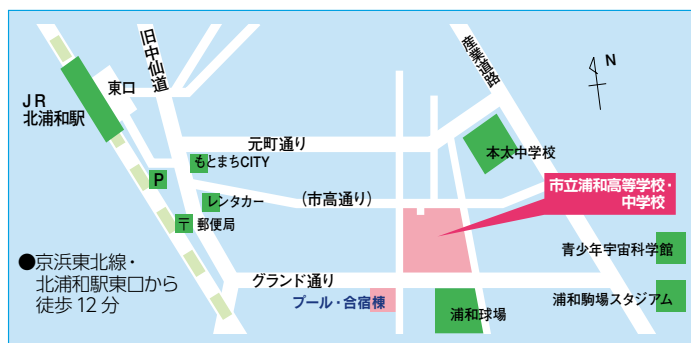 旧中仙道
産業道路
N
東口
JR
北浦和駅
元町通り
本太中学校
もとまちCITY
P
市立浦和高等学校・
中学校
レンタカー
(市高通り)
〒 郵便局
青少年宇宙科学館
●京浜東北線・
北浦和駅東口から
徒歩12分
グランド通り
プール・合宿棟
浦和球場
浦和駒場スタジアム